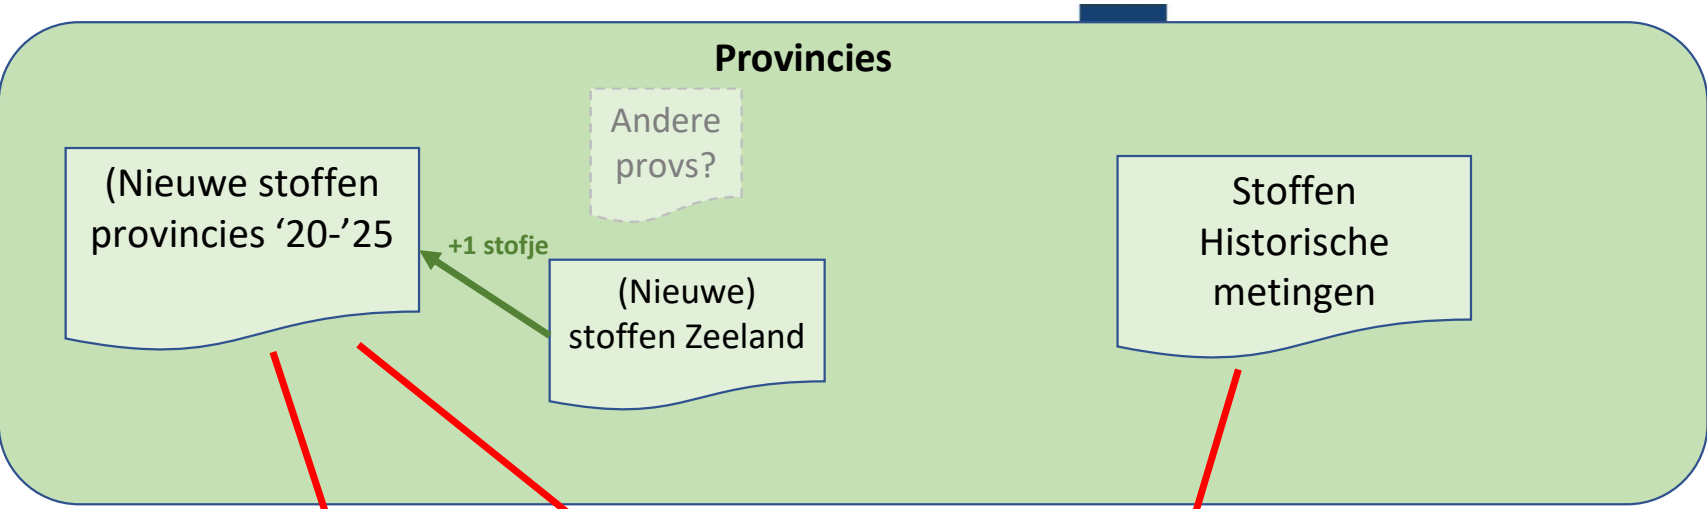 Provincies
Andere
provs?
(Nieuwe stoffen
provincies ‘20-’25
+1 stofje
(Nieuwe)
stoffen Zeeland
Stoffen
Historische
metingen